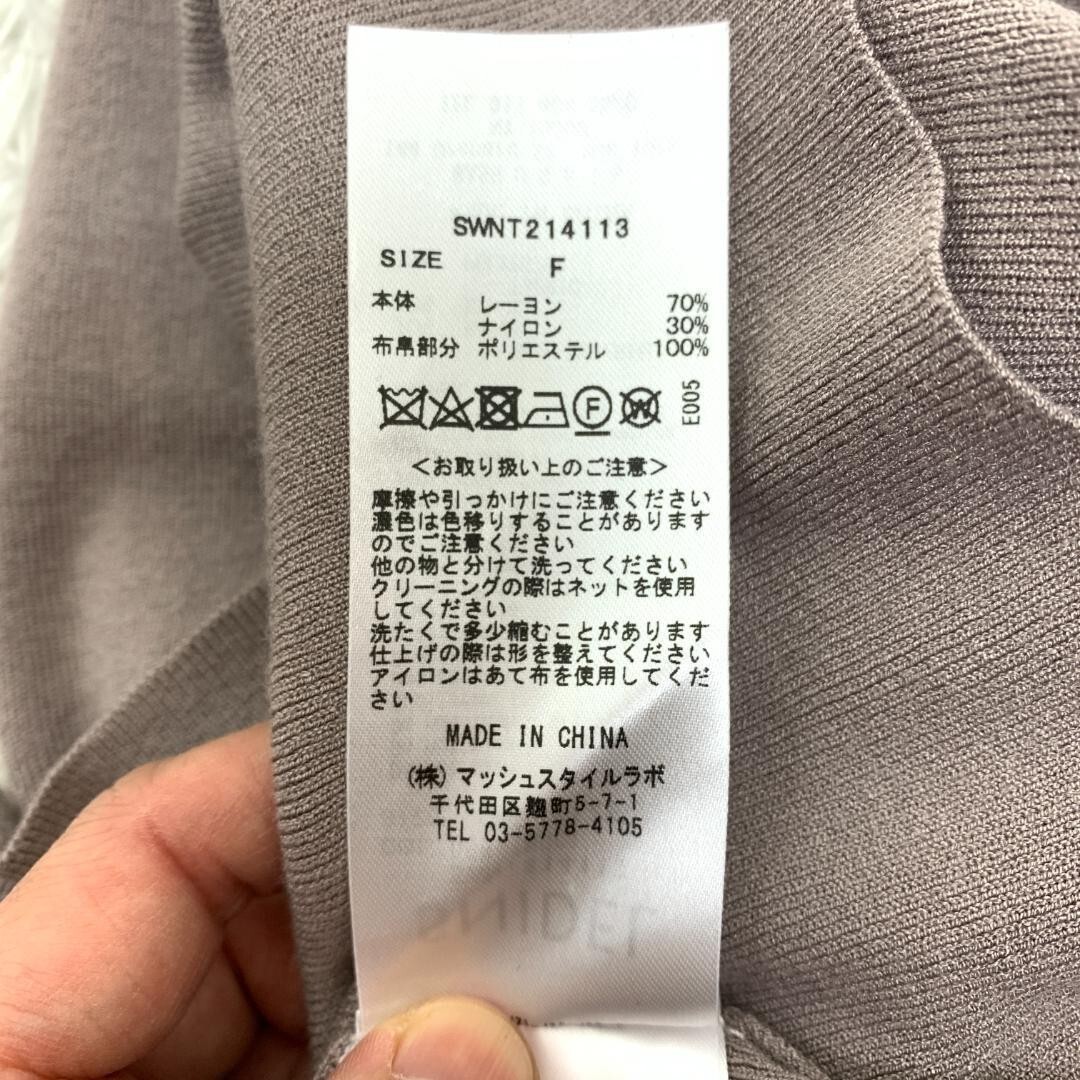 SWNT214113
SIZE F
本体 レーヨン 70%
ナイロン 30%
布帛部分 ポリエステル 100%
F W E005
＜お取り扱い上のご注意＞
摩擦や引っかけにご注意ください
濃色は色移りすることがあります
のでご注意ください
他の物と分けて洗ってください
クリーニングの際はネットを使用
してください
洗たくで多少縮むことがあります
仕上げの際は形を整えてください
アイロンはあて布を使用してくだ
さい
MADE IN CHINA
(株)マッシュスタイルラボ
千代田区麹町5-7-1
TEL 03-5778-4105